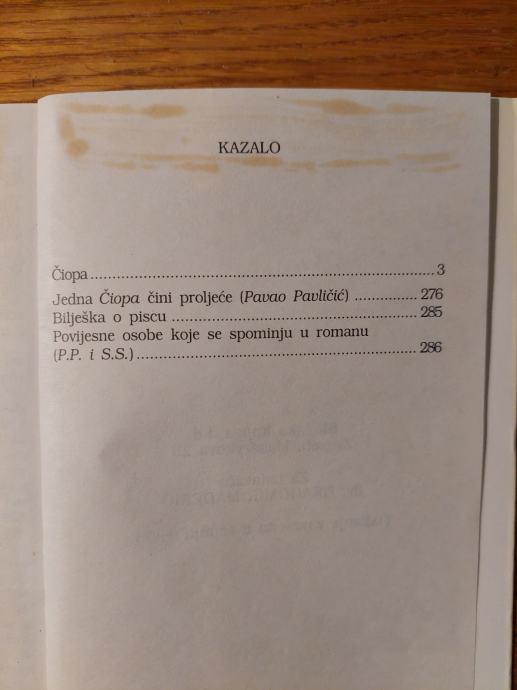 KAZALO
Čiopa........................................................................3
Jedna Čiopa čini proljeće (Pavao Pavličić) .............. 276
Bilješka o piscu ........................................................ 285
Povijesne osobe koje se spominju u romanu
(P.P. i S.S.)............................................................... 286